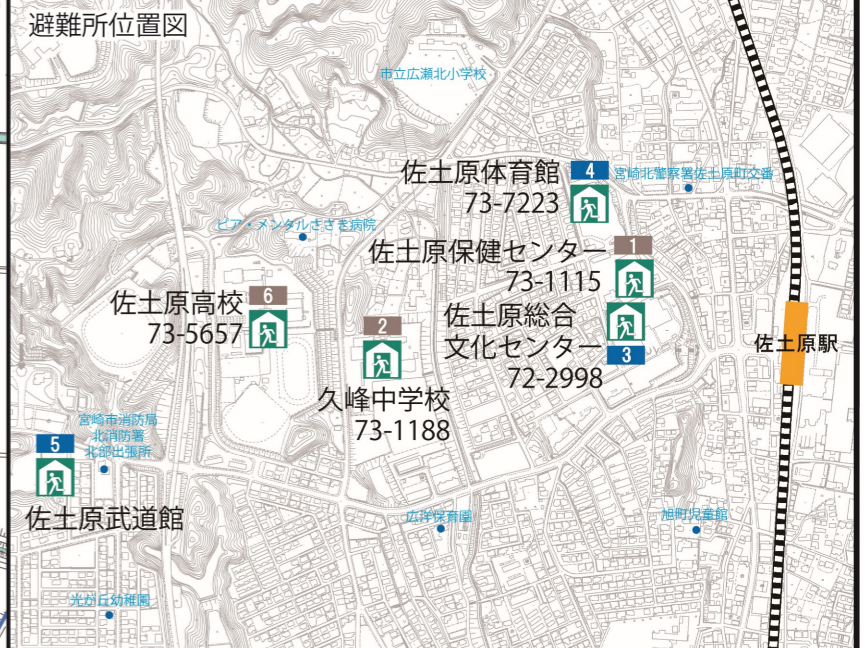 避難所位置図
市立広瀬北小学校
佐土原体育館
4
73-7223
宮崎北警察署佐土原町交番
ピア・メンタルささき病院
佐土原保健センター
1
73-1115
佐土原高校
6
73-5657
2
久峰中学校
73-1188
佐土原総合
文化センター
3
72-2998
佐土原駅
宮崎市消防局
北消防署
北部出張所
5
佐土原武道館
広洋保育園
旭町児童館
光が丘幼稚園